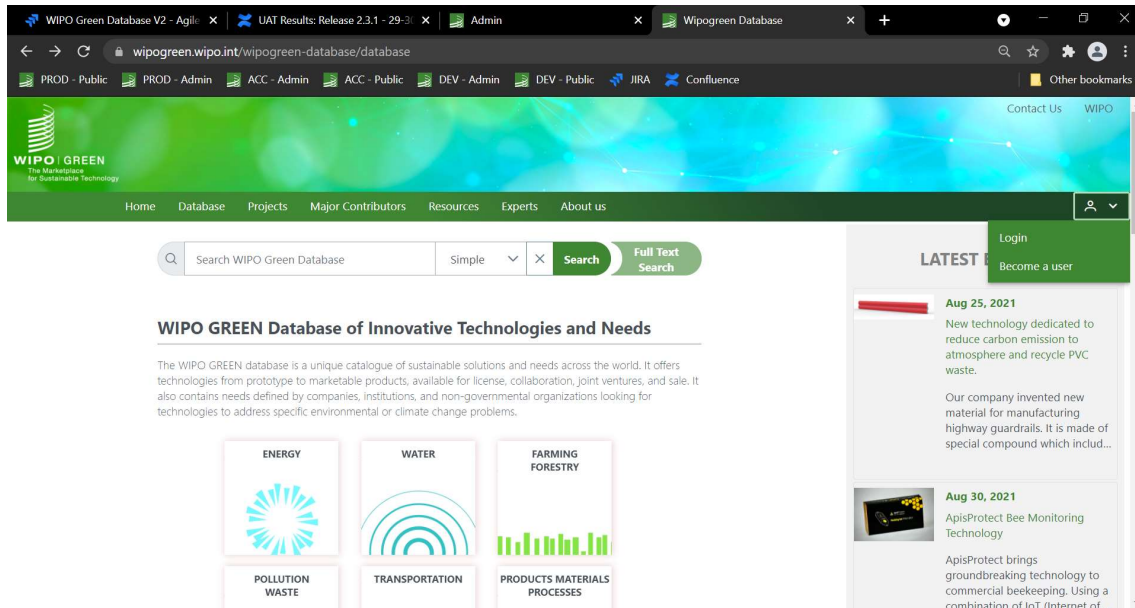 WIPO Green Database V2 - Agile
UAT Results: Release 2.3.1 - 29-30
Admin
Wipogreen Database
wipogreen.wipo.int/wipogreen-database/database
PROD - Public
PROD - Admin
ACC - Admin
ACC - Public
DEV - Admin
DEV - Public
JIRA
Confluence
Other bookmarks
Contact Us
WIPO
WIPO | GREEN
The Marketplace
for Sustainable Technology
Home
Database
Projects
Major Contributors
Resources
Experts
About us
Login
Become a user
Search WIPO Green Database
Simple
Search
Full Text
Search
LATEST
WIPO GREEN Database of Innovative Technologies and Needs
The WIPO GREEN database is a unique catalogue of sustainable solutions and needs across the world. It offers
technologies from prototype to marketable products, available for license, collaboration, joint ventures, and sale. It
also contains needs defined by companies, institutions, and non-governmental organizations looking for
technologies to address specific environmental or climate change problems.
ENERGY
WATER
FARMING
FORESTRY
POLLUTION
WASTE
TRANSPORTATION
PRODUCTS MATERIALS
PROCESSES
Aug 25, 2021
New technology dedicated to
reduce carbon emission to
atmosphere and recycle PVC
waste.
Our company invented new
material for manufacturing
highway guardrails. It is made of
special compound which includ...
Aug 30, 2021
ApisProtect Bee Monitoring
Technology
ApisProtect brings
groundbreaking technology to
commercial beekeeping. Using a
combination of IoT (Internet of